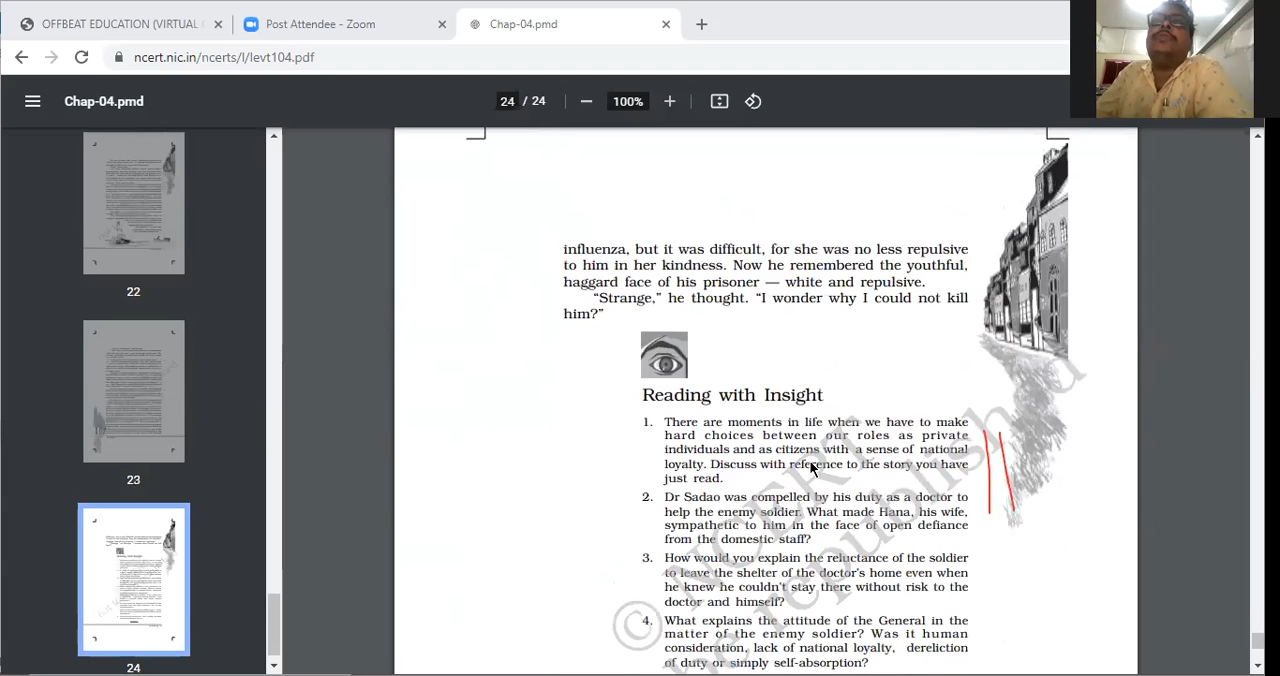 OFFBEAT EDUCATION (VIRTUAL
Post Attendee - Zoom
Chap-04.pmd
ncert.nic.in/ncerts/l/levt104.pdf
Chap-04.pmd
24 / 24
100%
22
23
24
influenza, but it was difficult, for she was no less repulsive
to him in her kindness. Now he remembered the youthful,
haggard face of his prisoner — white and repulsive.
“Strange,” he thought. “I wonder why I could not kill
him?”
Reading with Insight
1. There are moments in life when we have to make
hard choices between our roles as private
individuals and as citizens with a sense of national
loyalty. Discuss with reference to the story you have
just read.
2. Dr Sadao was compelled by his duty as a doctor to
help the enemy soldier. What made Hana, his wife,
sympathetic to him in the face of open defiance
from the domestic staff?
3. How would you explain the reluctance of the soldier
to leave the shelter of the doctor’s home even when
he knew he couldn’t stay there without risk to the
doctor and himself?
4. What explains the attitude of the General in the
matter of the enemy soldier? Was it human
consideration, lack of national loyalty, dereliction
of duty or simply self-absorption?
© NCERT
be republished